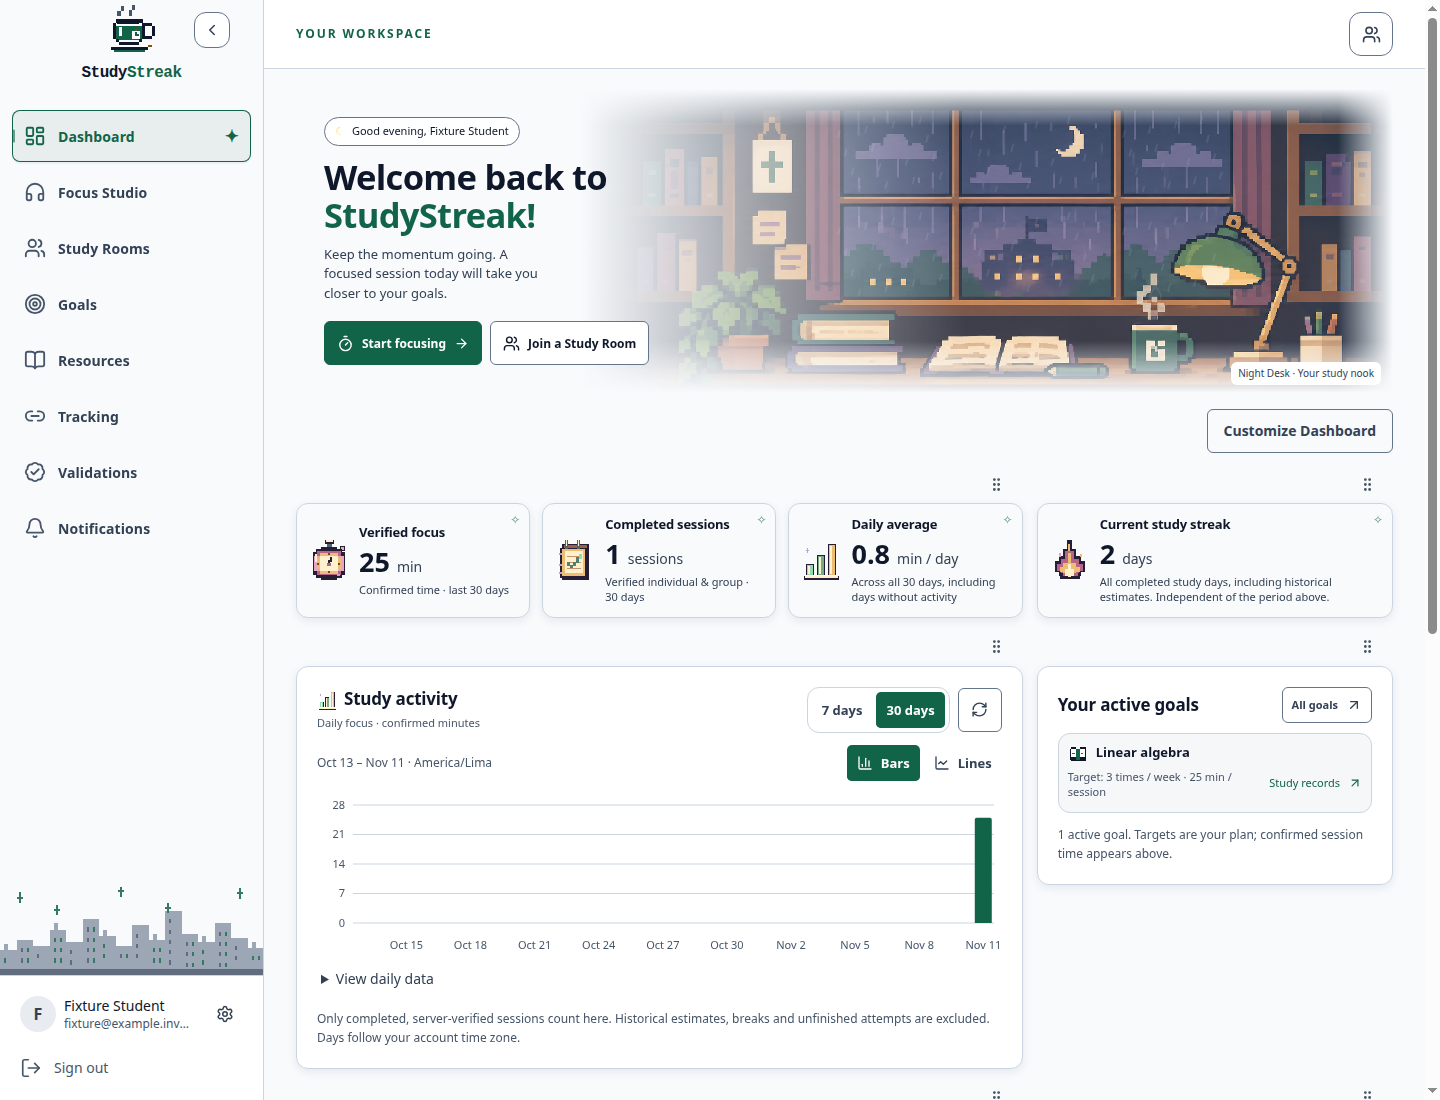 StudyStreak
Dashboard
Focus Studio
Study Rooms
Goals
Resources
Tracking
Validations
Notifications
F
Fixture Student
fixture@example.inv...
Sign out
YOUR WORKSPACE
Good evening, Fixture Student
Welcome back to
StudyStreak!
Keep the momentum going. A
focused session today will take you
closer to your goals.
Start focusing
Join a Study Room
Night Desk · Your study nook
Customize Dashboard
Verified focus
25 min
Confirmed time · last 30 days
Completed sessions
1 sessions
Verified individual & group ·
30 days
Daily average
0.8 min / day
Across all 30 days, including
days without activity
Current study streak
2 days
All completed study days, including historical
estimates. Independent of the period above.
Study activity
Daily focus · confirmed minutes
7 days
30 days
Oct 13 – Nov 11 · America/Lima
Bars
Lines
28
21
14
7
0
Oct 15 Oct 18 Oct 21 Oct 24 Oct 27 Oct 30 Nov 2 Nov 5 Nov 8 Nov 11
View daily data
Only completed, server-verified sessions count here. Historical estimates, breaks and unfinished attempts are excluded.
Days follow your account time zone.
Your active goals
All goals
Linear algebra
Target: 3 times / week · 25 min /
session
Study records
1 active goal. Targets are your plan; confirmed session
time appears above.